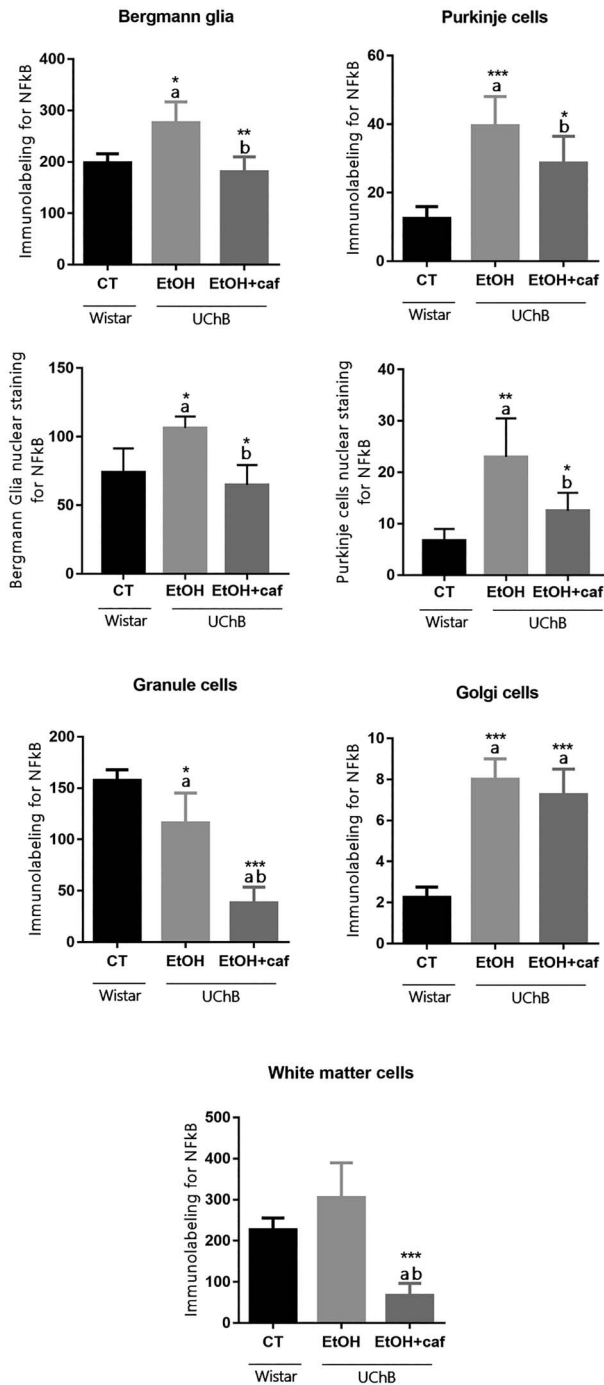 Bergmann glia
Immunolabeling for NFkB
400
300
200
100
0
*
a
**
b
CT
EtOH
EtOH+caf
Wistar
UChB
Purkinje cells
Immunolabeling for NFkB
60
40
20
0
***
a
*
b
CT
EtOH
EtOH+caf
Wistar
UChB
Bergmann Glia nuclear staining
for NFkB
150
100
50
0
*
a
*
b
CT
EtOH
EtOH+caf
Wistar
UChB
Purkinje cells nuclear staining
for NFkB
40
30
20
10
0
**
a
*
b
CT
EtOH
EtOH+caf
Wistar
UChB
Granule cells
Immunolabeling for NFkB
200
150
100
50
0
*
a
***
ab
CT
EtOH
EtOH+caf
Wistar
UChB
Golgi cells
Immunolabeling for NFkB
8
6
4
2
0
***
a
***
a
CT
EtOH
EtOH+caf
Wistar
UChB
White matter cells
Immunolabeling for NFkB
500
400
300
200
100
0
***
ab
CT
EtOH
EtOH+caf
Wistar
UChB